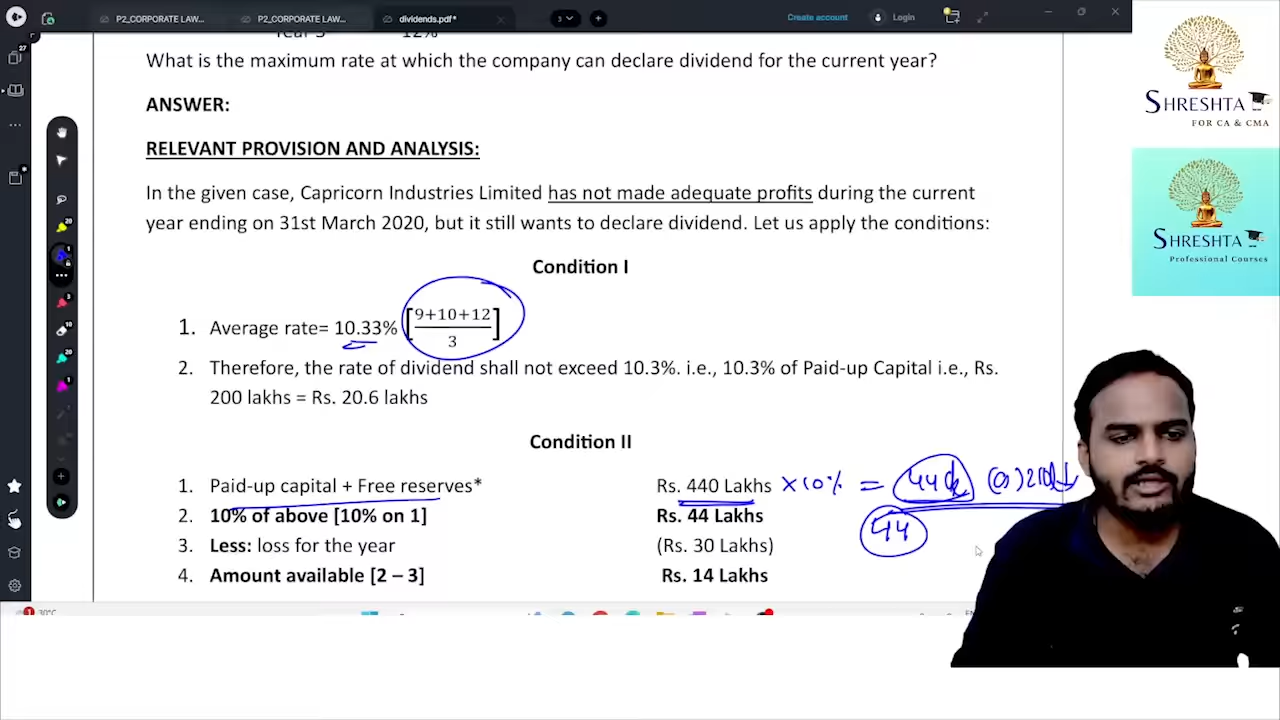 P2_CORPORATE LAW...
P2_CORPORATE LAW...
dividends.pdf*
3
Create account
Login
27
What is the maximum rate at which the company can declare dividend for the current year?
ANSWER:
RELEVANT PROVISION AND ANALYSIS:
In the given case, Capricorn Industries Limited has not made adequate profits during the current
year ending on 31st March 2020, but it still wants to declare dividend. Let us apply the conditions:
Condition I
1. Average rate= 10.33% [9+10+12/3]
2. Therefore, the rate of dividend shall not exceed 10.3%. i.e., 10.3% of Paid-up Capital i.e., Rs.
200 lakhs = Rs. 20.6 lakhs
Condition II
1. Paid-up capital + Free reserves* Rs. 440 Lakhs ×10% =
2. 10% of above [10% on 1] Rs. 44 Lakhs 44
3. Less: loss for the year (Rs. 30 Lakhs)
4. Amount available [2 – 3] Rs. 14 Lakhs
30°C
SHRESHTA
FOR CA & CMA
SHRESHTA
Professional Courses